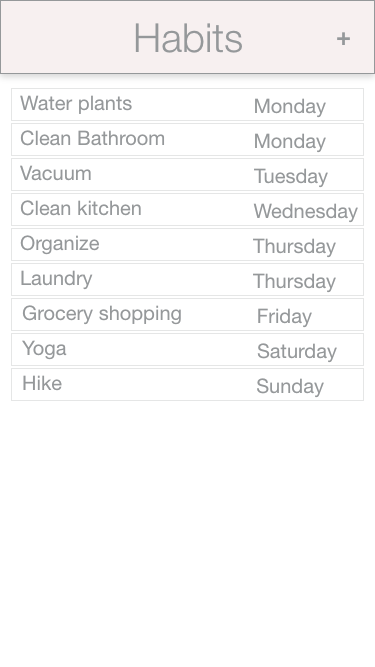 Habits +
Water plants Monday
Clean Bathroom Monday
Vacuum Tuesday
Clean kitchen Wednesday
Organize Thursday
Laundry Thursday
Grocery shopping Friday
Yoga Saturday
Hike Sunday